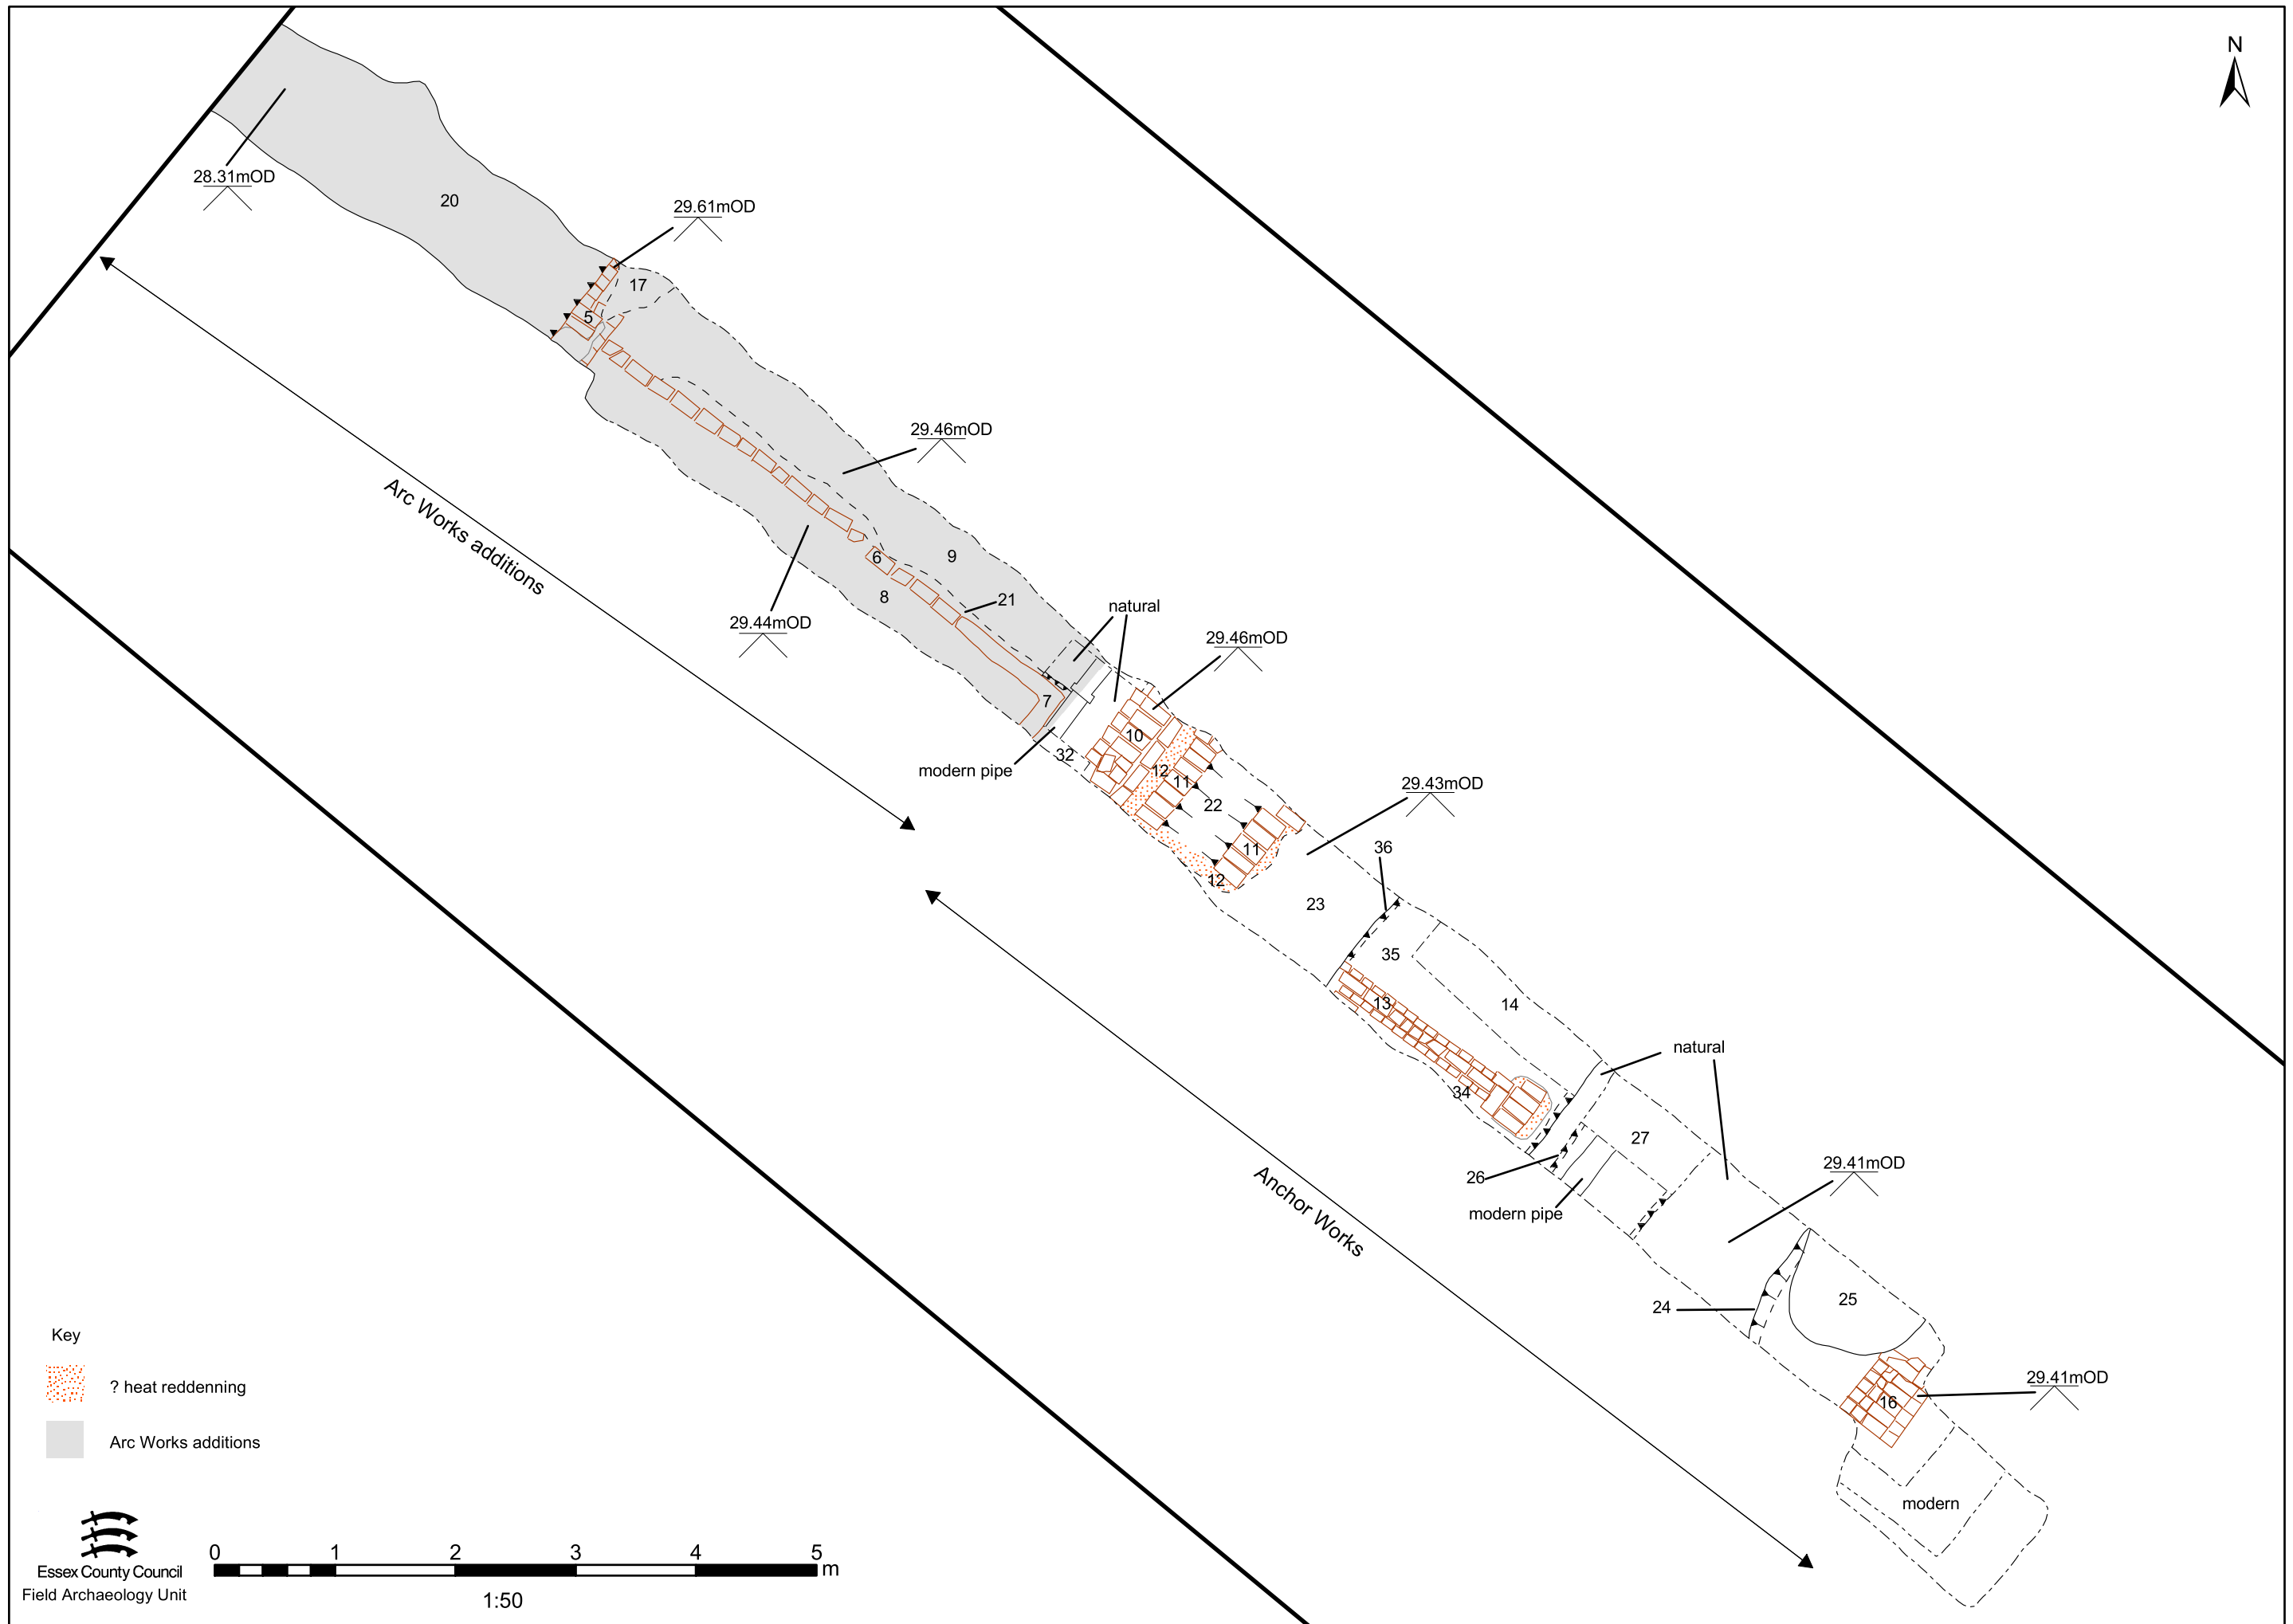 N
28.31mOD
20
29.61mOD
17
5
29.46mOD
Arc Works additions
6
9
8
21
29.44mOD
natural
29.46mOD
7
10
32
modern pipe
12
11
22
29.43mOD
11
12
36
23
35
13
14
34
natural
27
26
modern pipe
29.41mOD
Anchor Works
24
25
29.41mOD
16
modern
Key
? heat reddenning
Arc Works additions
Essex County Council
Field Archaeology Unit
0 1 2 3 4 5
m
1:50